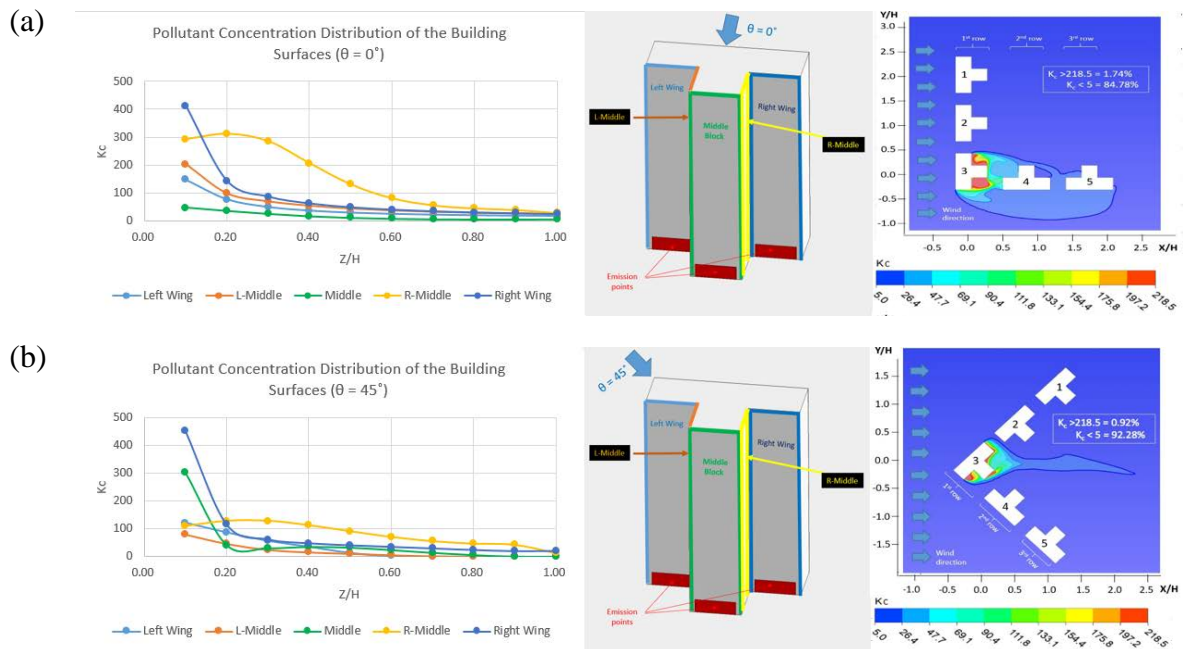 (a)
Pollutant Concentration Distribution of the Building
Surfaces (θ = 0˚)
500
400
300
200
100
0
Kc
0.00 0.20 0.40 0.60 0.80 1.00
Z/H
Left Wing L-Middle Middle R-Middle Right Wing
θ = 0˚
Left Wing
Right Wing
L-Middle
Middle
Block
R-Middle
Emission
points
Y/H
3.0
2.5
2.0
1.5
1.0
0.5
0.0
-0.5
-1.0
1st row 2nd row 3rd row
1
2
3
4
5
Kc >218.5 = 1.74%
Kc < 5 = 84.78%
Wind
direction
-0.5 0.0 0.5 1.0 1.5 2.0 2.5
X/H
Kc
5.0 26.4 47.7 69.1 90.4 111.8 133.1 154.4 175.8 197.2 218.5
(b)
Pollutant Concentration Distribution of the Building
Surfaces (θ = 45˚)
500
400
300
200
100
0
Kc
0.00 0.20 0.40 0.60 0.80 1.00
Z/H
Left Wing L-Middle Middle R-Middle Right Wing
θ = 45˚
Left Wing
Right Wing
L-Middle
Middle
Block
R-Middle
Emission
points
Y/H
1.5
1.0
0.5
0.0
-0.5
-1.0
-1.5
1
2
3
4
5
Kc >218.5 = 0.92%
Kc < 5 = 92.28%
1st row
2nd row
3rd row
Wind
direction
-1.0 -0.5 0.0 0.5 1.0 1.5 2.0 2.5
X/H
Kc
5.0 26.4 47.7 69.1 90.4 111.8 133.1 154.4 175.8 197.2 218.5